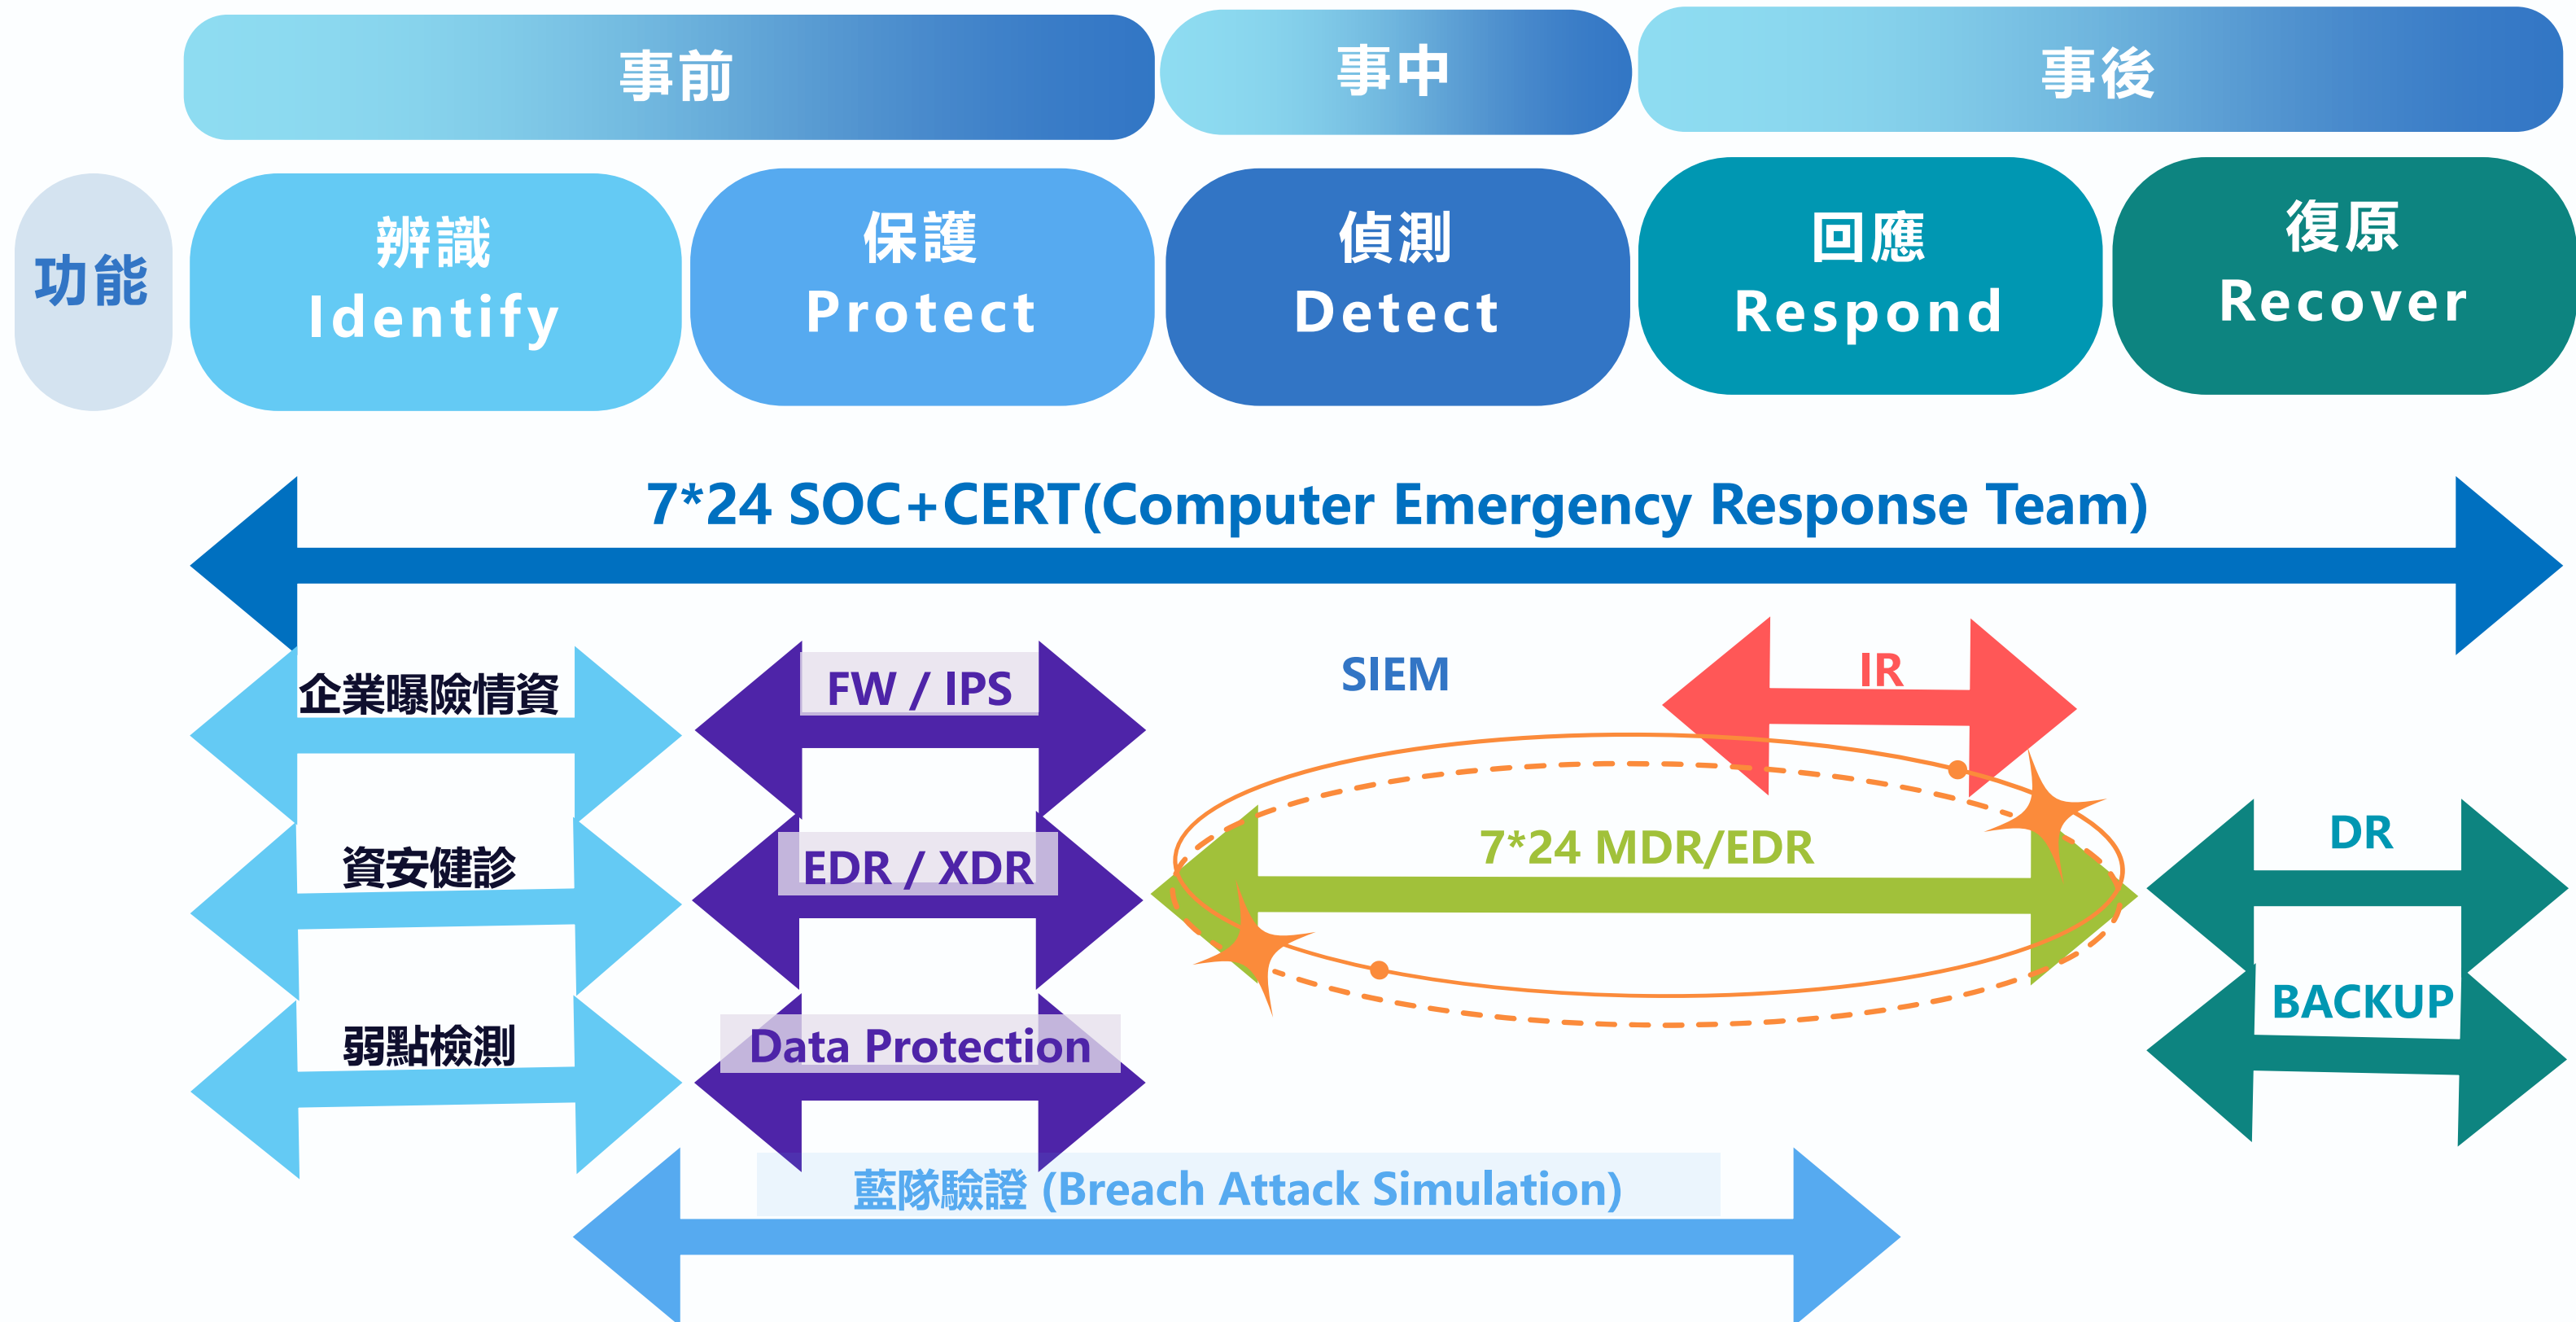 事前
事中
事後
功能
辨識
Identify
保護
Protect
偵測
Detect
回應
Respond
復原
Recover
7*24 SOC+CERT(Computer Emergency Response Team)
企業曝險情資
FW / IPS
SIEM
IR
資安健診
EDR / XDR
7*24 MDR/EDR
DR
弱點檢測
Data Protection
BACKUP
藍隊驗證 (Breach Attack Simulation)